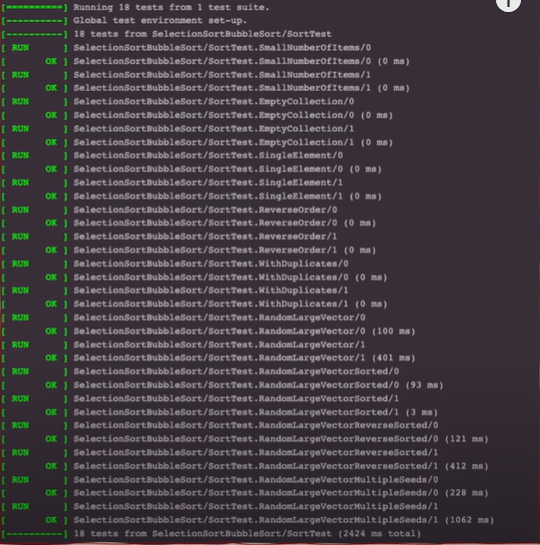 [==========] Running 18 tests from 1 test suite.
[----------] Global test environment set-up.
[----------] 18 tests from SelectionSortBubbleSort/SortTest
[ RUN      ] SelectionSortBubbleSort/SortTest.SmallNumberOfItems/0
[       OK ] SelectionSortBubbleSort/SortTest.SmallNumberOfItems/0 (0 ms)
[ RUN      ] SelectionSortBubbleSort/SortTest.SmallNumberOfItems/1
[       OK ] SelectionSortBubbleSort/SortTest.SmallNumberOfItems/1 (0 ms)
[ RUN      ] SelectionSortBubbleSort/SortTest.EmptyCollection/0
[       OK ] SelectionSortBubbleSort/SortTest.EmptyCollection/0 (0 ms)
[ RUN      ] SelectionSortBubbleSort/SortTest.EmptyCollection/1
[       OK ] SelectionSortBubbleSort/SortTest.EmptyCollection/1 (0 ms)
[ RUN      ] SelectionSortBubbleSort/SortTest.SingleElement/0
[       OK ] SelectionSortBubbleSort/SortTest.SingleElement/0 (0 ms)
[ RUN      ] SelectionSortBubbleSort/SortTest.SingleElement/1
[       OK ] SelectionSortBubbleSort/SortTest.SingleElement/1 (0 ms)
[ RUN      ] SelectionSortBubbleSort/SortTest.ReverseOrder/0
[       OK ] SelectionSortBubbleSort/SortTest.ReverseOrder/0 (0 ms)
[ RUN      ] SelectionSortBubbleSort/SortTest.ReverseOrder/1
[       OK ] SelectionSortBubbleSort/SortTest.ReverseOrder/1 (0 ms)
[ RUN      ] SelectionSortBubbleSort/SortTest.WithDuplicates/0
[       OK ] SelectionSortBubbleSort/SortTest.WithDuplicates/0 (0 ms)
[ RUN      ] SelectionSortBubbleSort/SortTest.WithDuplicates/1
[       OK ] SelectionSortBubbleSort/SortTest.WithDuplicates/1 (0 ms)
[ RUN      ] SelectionSortBubbleSort/SortTest.RandomLargeVector/0
[       OK ] SelectionSortBubbleSort/SortTest.RandomLargeVector/0 (100 ms)
[ RUN      ] SelectionSortBubbleSort/SortTest.RandomLargeVector/1
[       OK ] SelectionSortBubbleSort/SortTest.RandomLargeVector/1 (401 ms)
[ RUN      ] SelectionSortBubbleSort/SortTest.RandomLargeVectorSorted/0
[       OK ] SelectionSortBubbleSort/SortTest.RandomLargeVectorSorted/0 (93 ms)
[ RUN      ] SelectionSortBubbleSort/SortTest.RandomLargeVectorSorted/1
[       OK ] SelectionSortBubbleSort/SortTest.RandomLargeVectorSorted/1 (3 ms)
[ RUN      ] SelectionSortBubbleSort/SortTest.RandomLargeVectorReverseSorted/0
[       OK ] SelectionSortBubbleSort/SortTest.RandomLargeVectorReverseSorted/0 (121 ms)
[ RUN      ] SelectionSortBubbleSort/SortTest.RandomLargeVectorReverseSorted/1
[       OK ] SelectionSortBubbleSort/SortTest.RandomLargeVectorReverseSorted/1 (412 ms)
[ RUN      ] SelectionSortBubbleSort/SortTest.RandomLargeVectorMultipleSeeds/0
[       OK ] SelectionSortBubbleSort/SortTest.RandomLargeVectorMultipleSeeds/0 (228 ms)
[ RUN      ] SelectionSortBubbleSort/SortTest.RandomLargeVectorMultipleSeeds/1
[       OK ] SelectionSortBubbleSort/SortTest.RandomLargeVectorMultipleSeeds/1 (1062 ms)
[----------] 18 tests from SelectionSortBubbleSort/SortTest (2424 ms total)